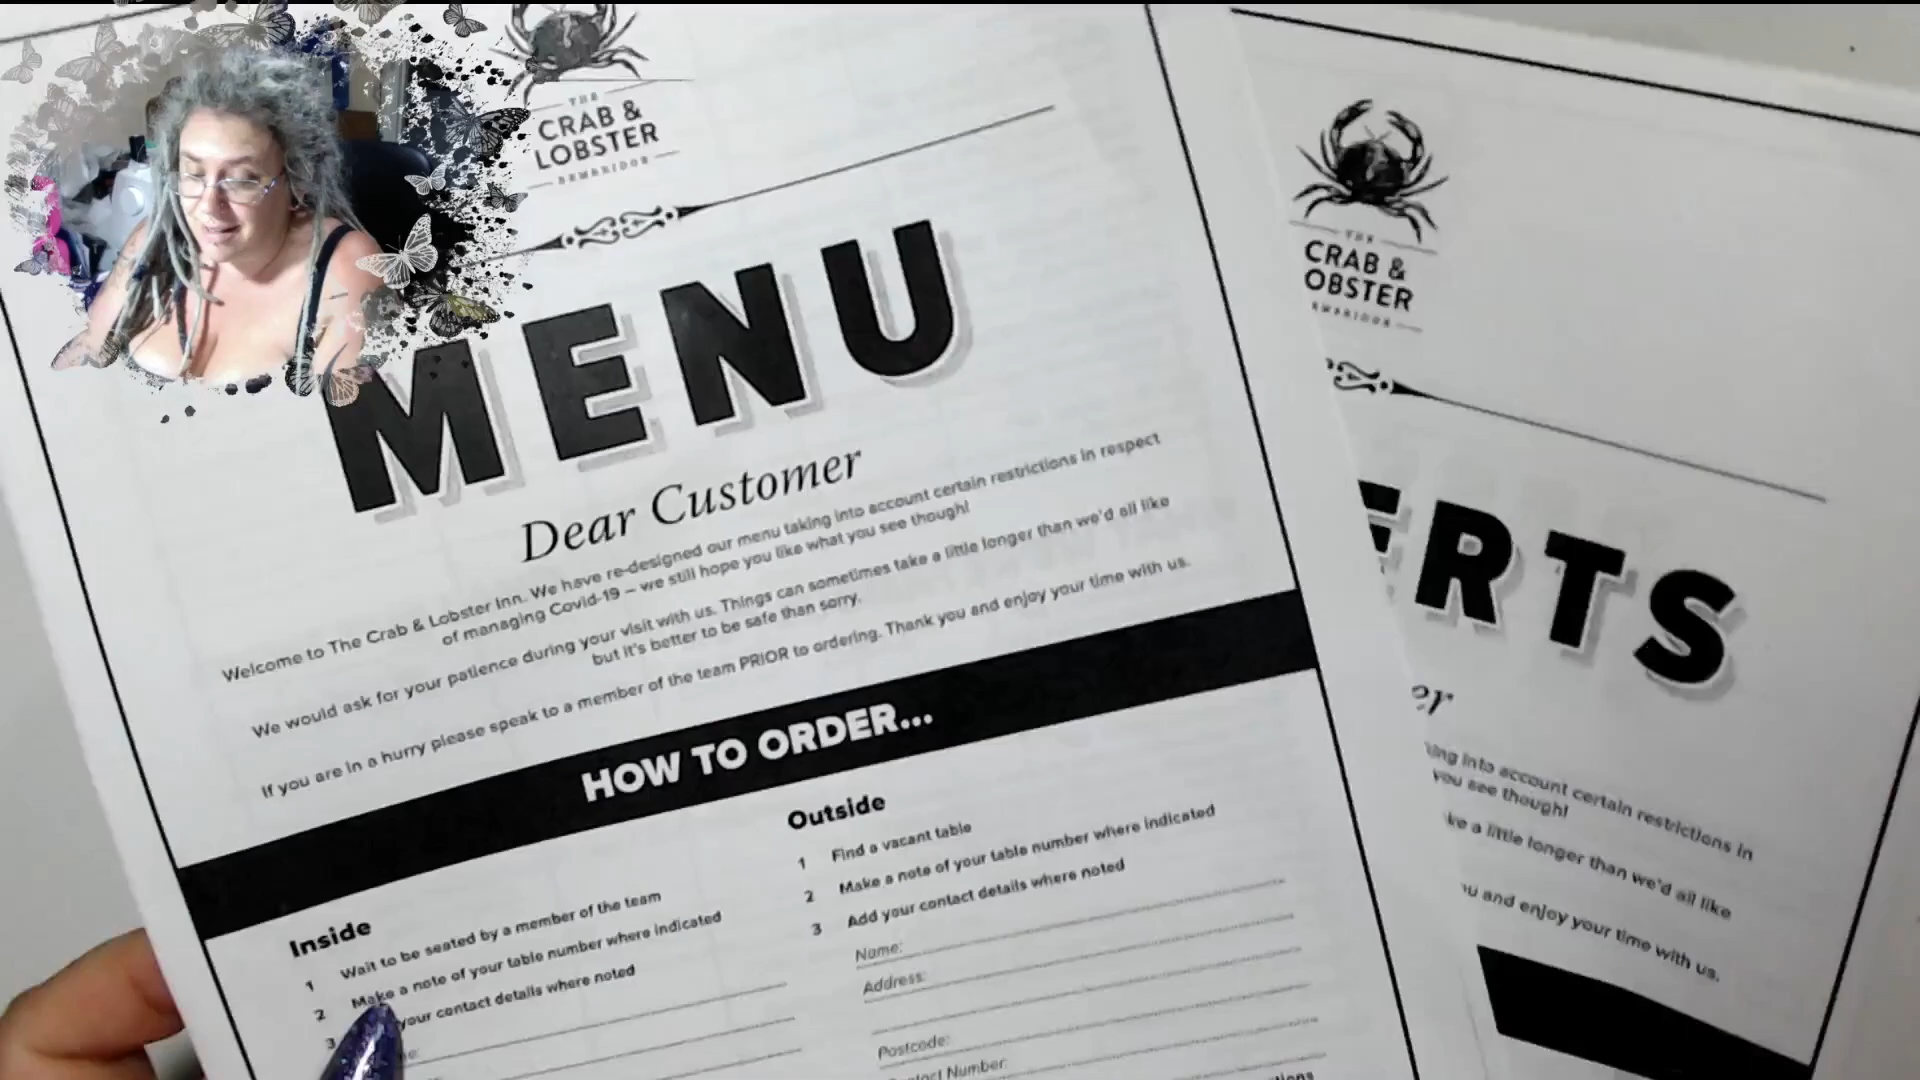 THE
CRAB &
LOBSTER
BEMBRIDGE
MENU
Dear Customer
Welcome to The Crab & Lobster Inn. We have re-designed our menu taking into account certain restrictions in respect
of managing Covid-19 – we still hope you like what you see though!
We would ask for your patience during your visit with us. Things can sometimes take a little longer than we'd all like
but it's better to be safe than sorry.
If you are in a hurry please speak to a member of the team PRIOR to ordering. Thank you and enjoy your time with us.
HOW TO ORDER...
Inside
1 Wait to be seated by a member of the team
2 Make a note of your table number where indicated
3 your contact details where noted
Outside
1 Find a vacant table
2 Make a note of your table number where indicated
3 Add your contact details where noted
Name:
Address:
Postcode:
Number:
THE
CRAB &
OBSTER
EMBRIDGE
ERTS
er
ing into account certain restrictions in
you see though!
ke a little longer than we'd all like
u and enjoy your time with us.